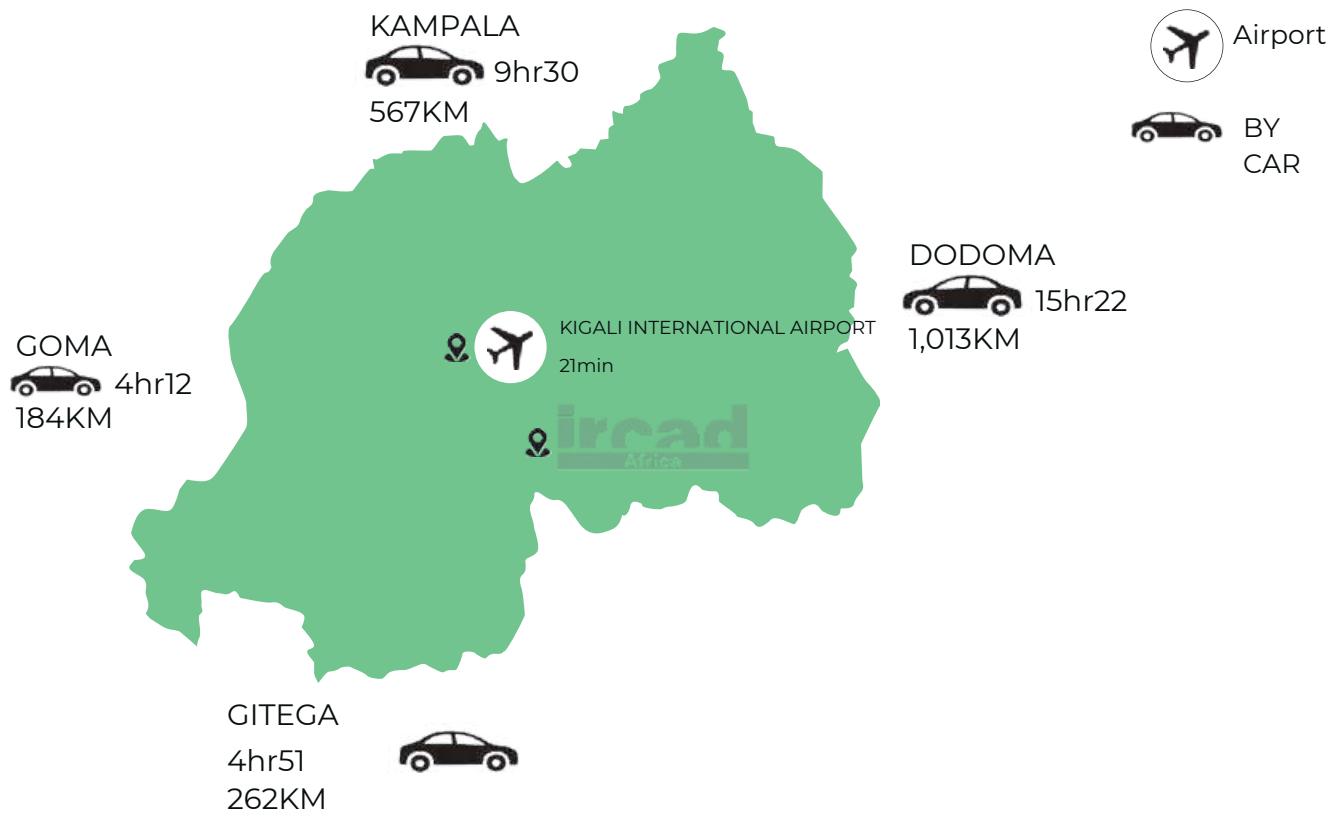 KAMPALA
9hr30
567KM
Airport
BY
CAR
DODOMA
15hr22
1,013KM
KIGALI INTERNATIONAL AIRPORT
21min
GOMA
4hr12
184KM
ircad
Africa
GITEGA
4hr51
262KM